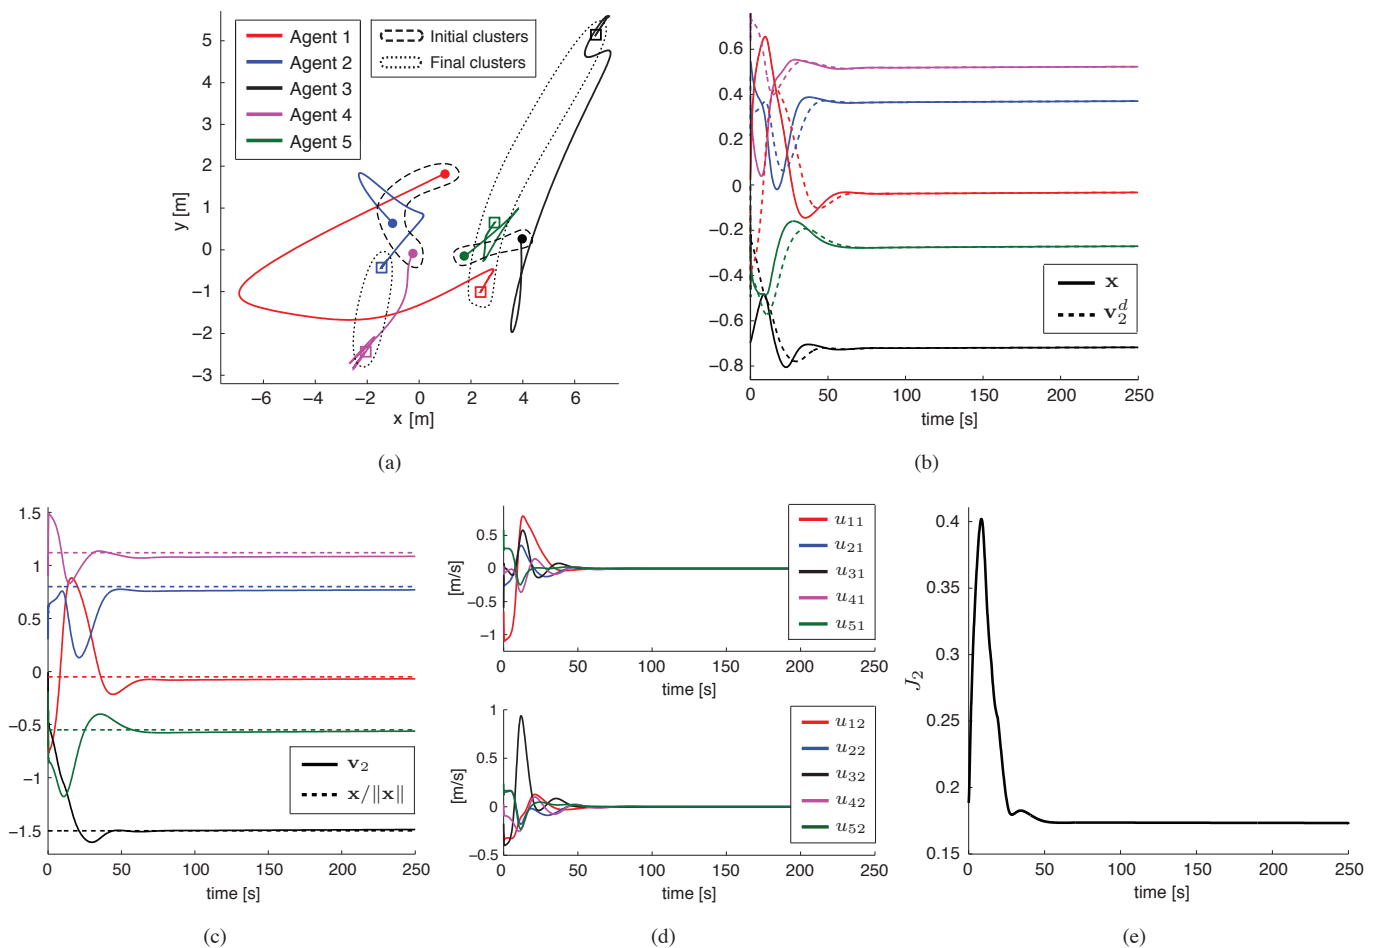 Agent 1
Agent 2
Agent 3
Agent 4
Agent 5
Initial clusters
Final clusters
5
4
3
2
1
0
−1
−2
−3
y [m]
−6
−4
−2
0
2
4
6
x [m]
(a)
0.6
0.4
0.2
0
−0.2
−0.4
−0.6
−0.8
x
v₂ᵈ
0
50
100
150
200
250
time [s]
(b)
1.5
1
0.5
0
−0.5
−1
−1.5
v₂
x/‖x‖
0
50
100
150
200
250
time [s]
(c)
0.5
0
−0.5
−1
[m/s]
u₁₁
u₂₁
u₃₁
u₄₁
u₅₁
0
50
100
150
200
250
time [s]
1
0.5
0
−0.5
[m/s]
u₁₂
u₂₂
u₃₂
u₄₂
u₅₂
0
50
100
150
200
250
time [s]
(d)
0.4
0.35
0.3
0.25
0.2
0.15
J₂
0
50
100
150
200
250
time [s]
(e)